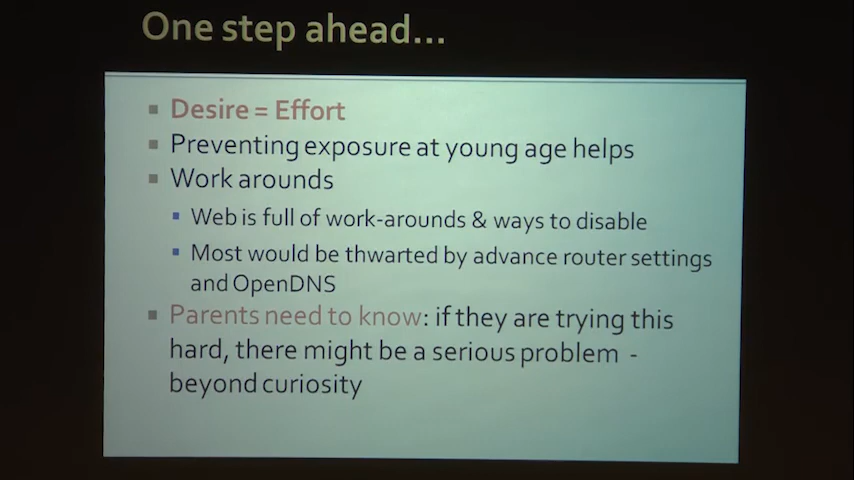 One step ahead...
Desire = Effort
Preventing exposure at young age helps
Work arounds
Web is full of work-arounds & ways to disable
Most would be thwarted by advance router settings
and OpenDNS
Parents need to know: if they are trying this
hard, there might be a serious problem -
beyond curiosity